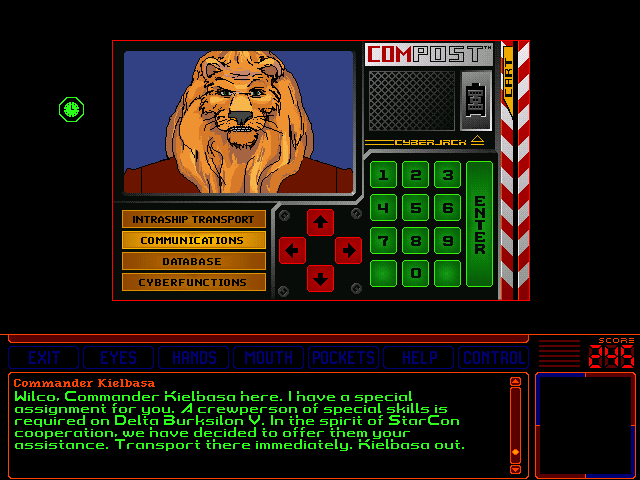 COMPOST™
CART
CYBERJACK
1 2 3
4 5 6
7 8 9
0
ENTER
INTRASHIP TRANSPORT
COMMUNICATIONS
DATABASE
CYBERFUNCTIONS
SCORE
245
EXIT EYES HANDS MOUTH POCKETS HELP CONTROL
Commander Kielbasa
Wilco, Commander Kielbasa here. I have a special
assignment for you. A crewperson of special skills is
required on Delta Burksilon V. In the spirit of StarCon
cooperation, we have decided to offer them your
assistance. Transport there immediately. Kielbasa out.